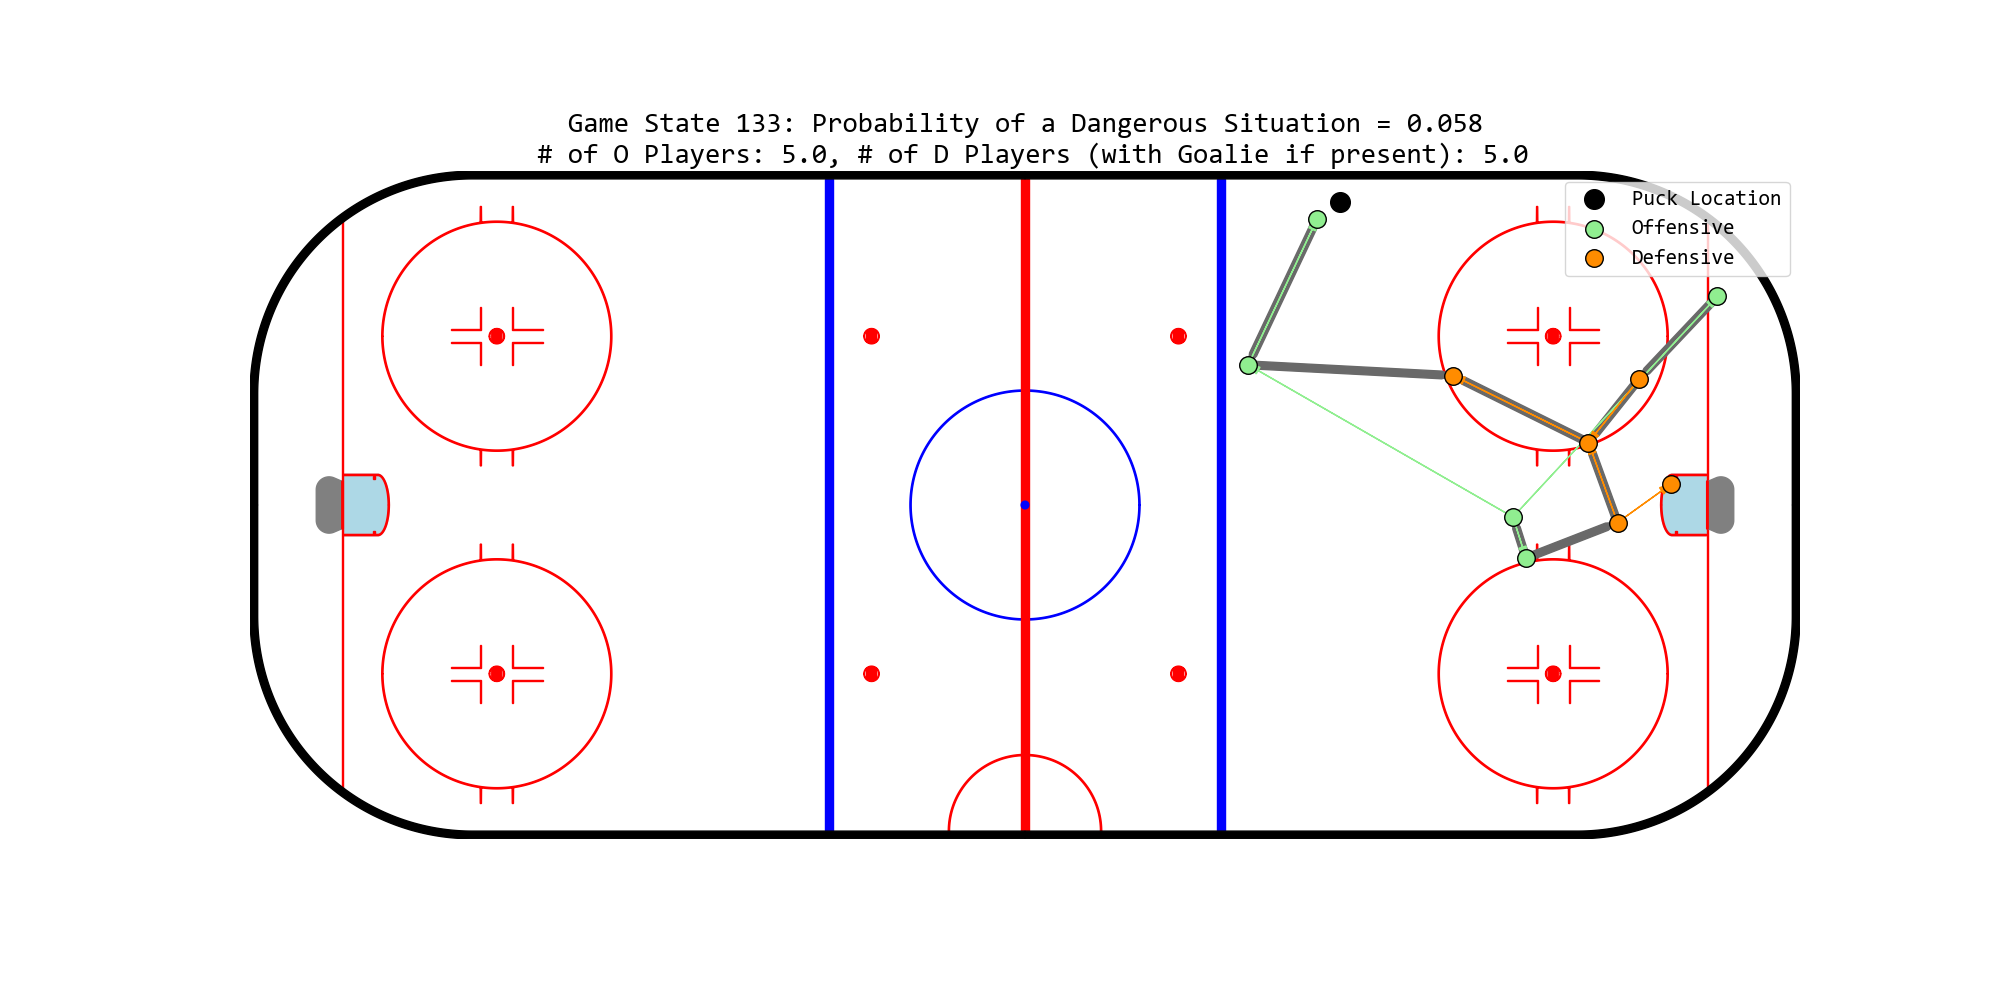 Game State 133: Probability of a Dangerous Situation = 0.058
# of O Players: 5.0, # of D Players (with Goalie if present): 5.0
Puck Location
Offensive
Defensive